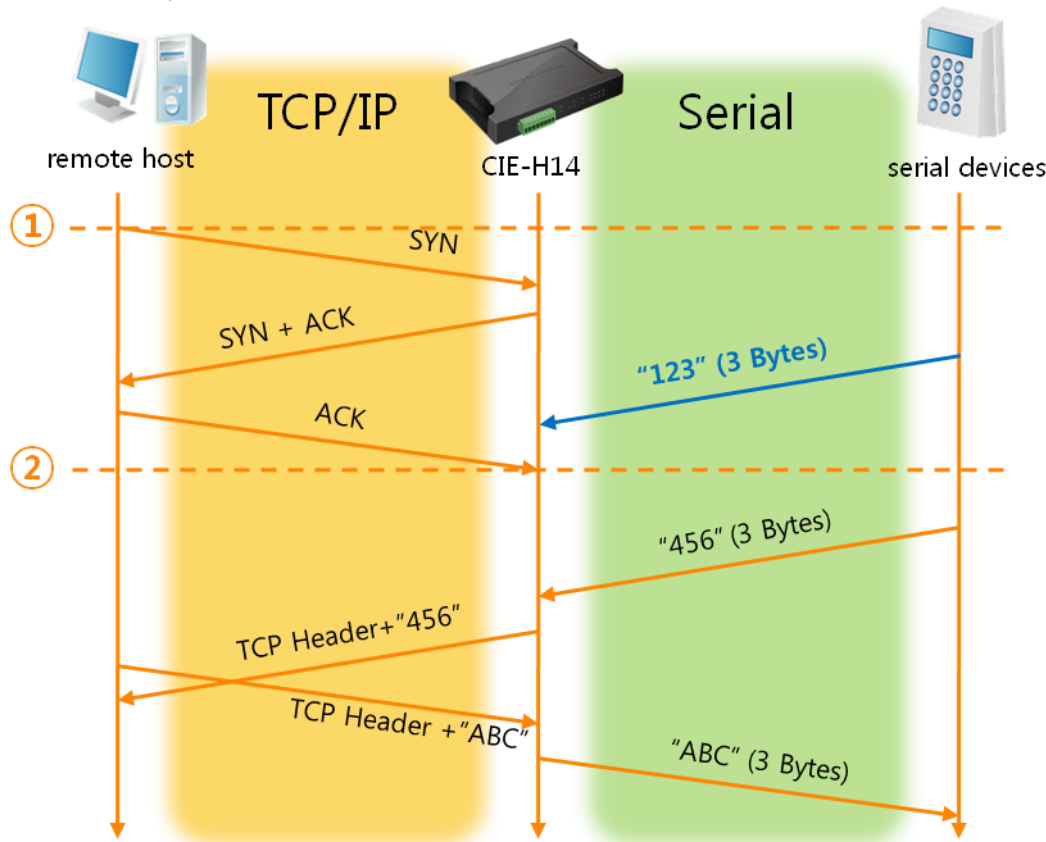 TCP/IP
Serial
remote host
CIE-H14
serial devices
①
SYN
SYN + ACK
“123” (3 Bytes)
ACK
②
“456” (3 Bytes)
TCP Header+”456”
TCP Header +”ABC”
“ABC” (3 Bytes)